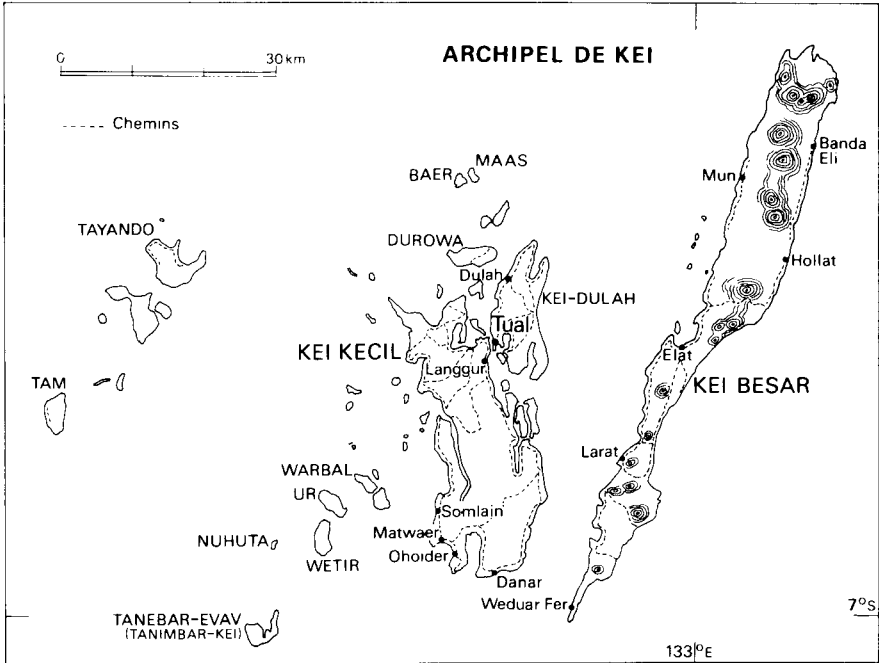 ARCHIPEL DE KEI
0 30 km
Chemins
MAAS
BAER
Banda
Eli
Mun
TAYANDO
DUROWA
Dulah
Hollat
KEI-DULAH
Tual
KEI KECIL
Elat
Langgur
TAM
KEI BESAR
Larat
WARBAL
UR
Somlain
Matwaer
NUHUTA
Ohoider
WETIR
Danar
Weduar Fer
7°S
TANEBAR-EVAV
(TANIMBAR-KEI)
133°E